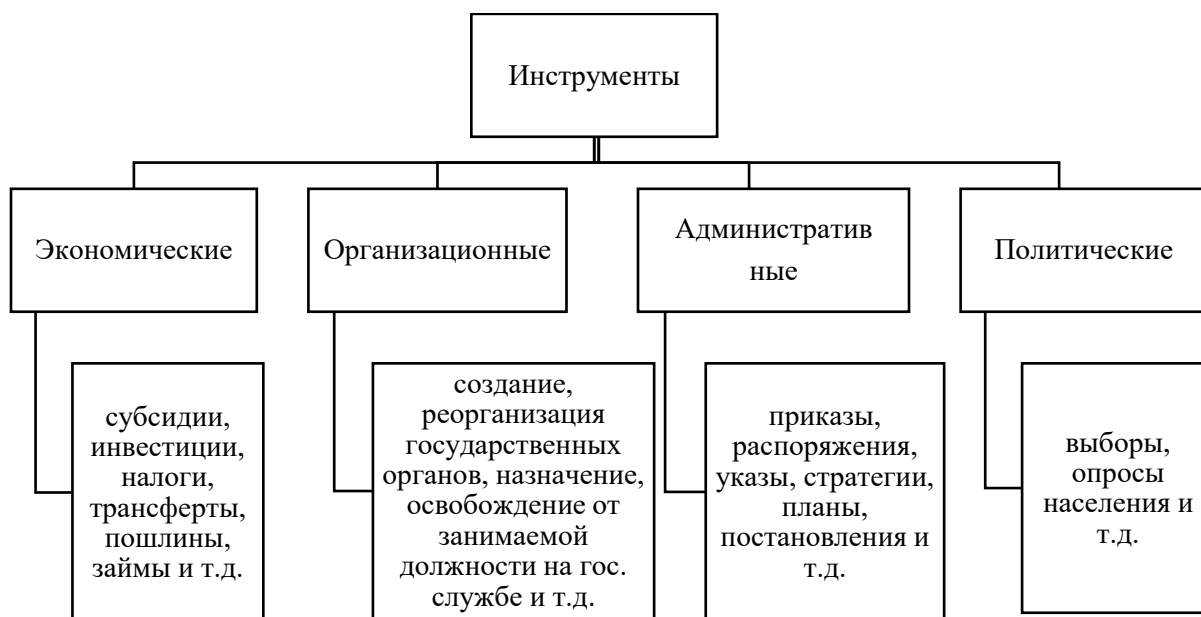 Инструменты
Экономические
Организационные
Административ
ные
Политические
субсидии,
инвестиции,
налоги,
трансферты,
пошлины,
займы и т.д.
создание,
реорганизация
государственных
органов, назначение,
освобождение от
занимаемой
должности на гос.
службе и т.д.
приказы,
распоряжения,
указы, стратегии,
планы,
постановления и
т.д.
выборы,
опросы
населения и
т.д.